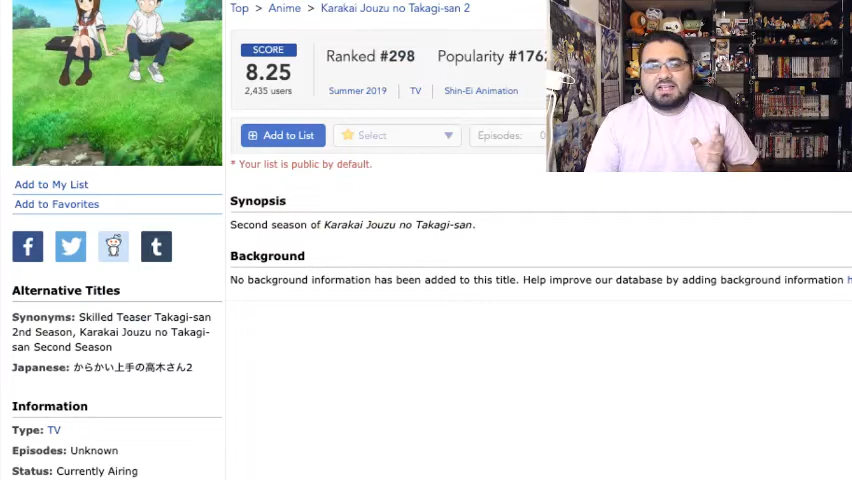 Top > Anime > Karakai Jouzu no Takagi-san 2
SCORE
8.25
2,435 users
Ranked #298
Popularity #1762
Summer 2019
TV
Shin-Ei Animation
Add to List
Select
Episodes: 0
* Your list is public by default.
Add to My List
Add to Favorites
Synopsis
Second season of Karakai Jouzu no Takagi-san.
Background
No background information has been added to this title. Help improve our database by adding background information h
f
t
Alternative Titles
Synonyms: Skilled Teaser Takagi-san
2nd Season, Karakai Jouzu no Takagi-
san Second Season
Japanese: からかい上手の高木さん2
Information
Type: TV
Episodes: Unknown
Status: Currently Airing